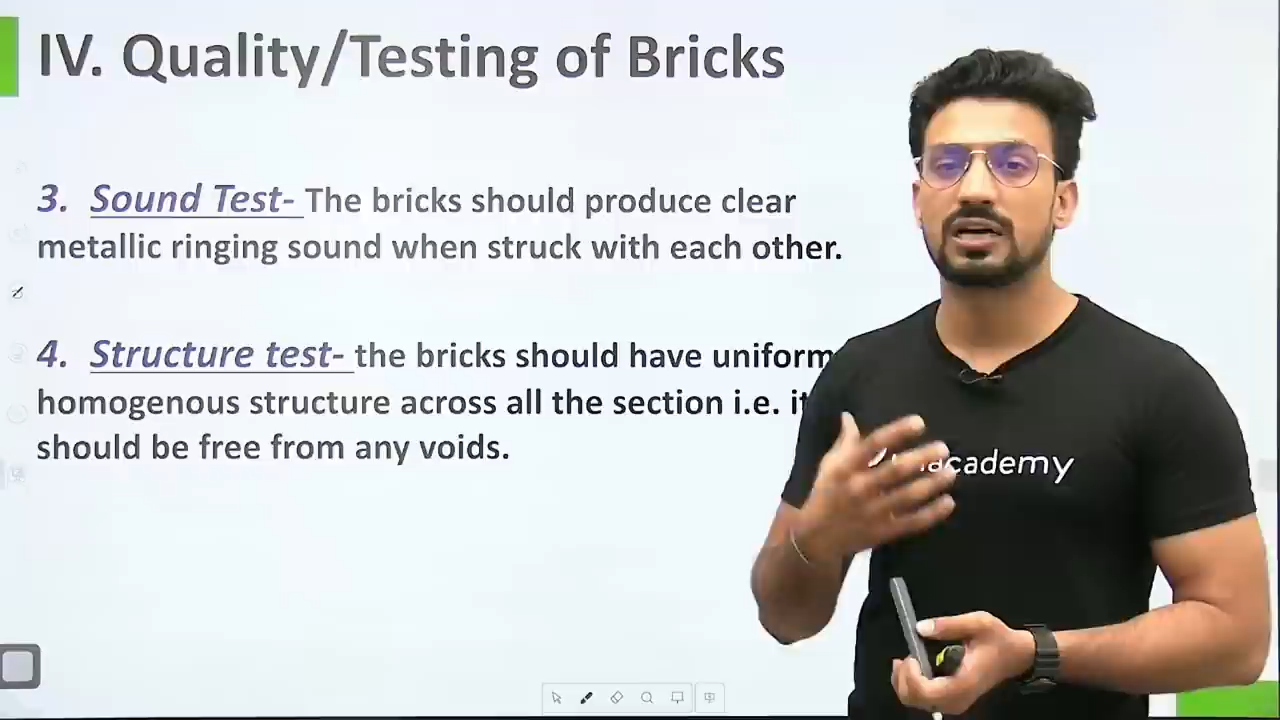 IV. Quality/Testing of Bricks
3. Sound Test- The bricks should produce clear
metallic ringing sound when struck with each other.
4. Structure test- the bricks should have uniform
homogenous structure across all the section i.e. it
should be free from any voids.